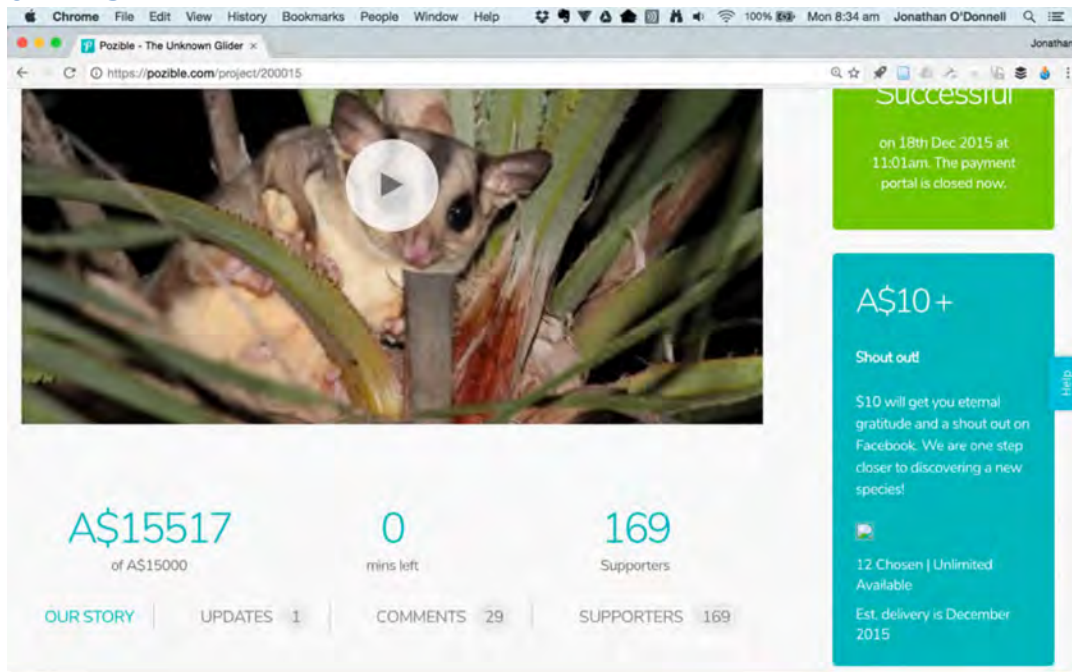 Chrome File Edit View History Bookmarks People Window Help 100% Mon 8:34 am Jonathan O'Donnell
Pozible - The Unknown Glider × Jonathan
https://pozible.com/project/200015
Successful
on 18th Dec 2015 at
11:01am. The payment
portal is closed now.
A$10+
Shout out!
$10 will get you eternal
gratitude and a shout out on
Facebook. We are one step
closer to discovering a new
species!
12 Chosen | Unlimited
Available
Est. delivery is December
2015
Help
A$15517 0 169
of A$15000 mins left Supporters
OUR STORY UPDATES 1 COMMENTS 29 SUPPORTERS 169